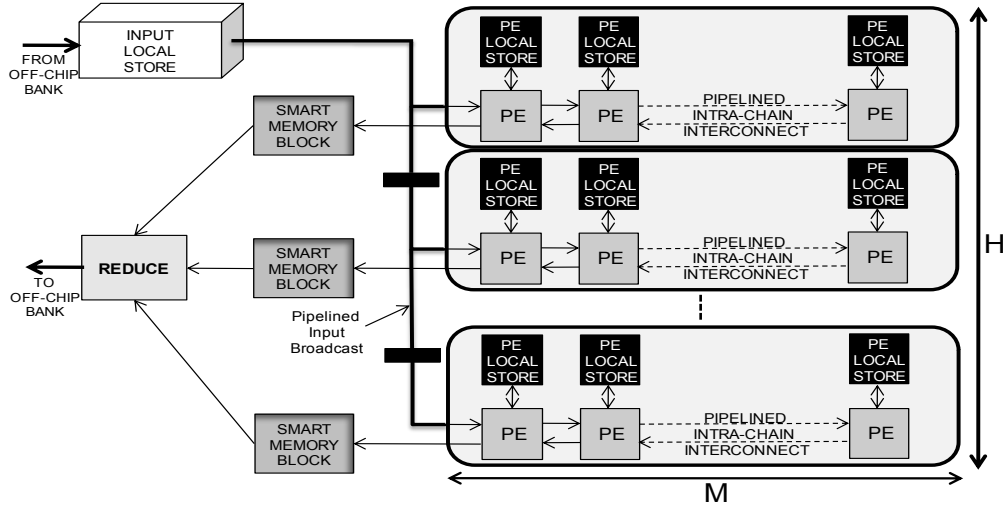 INPUT
LOCAL
STORE
FROM
OFF-CHIP
BANK
PE
LOCAL
STORE
PE
LOCAL
STORE
PE
LOCAL
STORE
PE
PE
PIPELINED
INTRA-CHAIN
INTERCONNECT
PE
SMART
MEMORY
BLOCK
PE
LOCAL
STORE
PE
LOCAL
STORE
PE
LOCAL
STORE
PE
PE
PIPELINED
INTRA-CHAIN
INTERCONNECT
PE
SMART
MEMORY
BLOCK
REDUCE
TO
OFF-CHIP
BANK
H
Pipelined
Input
Broadcast
PE
LOCAL
STORE
PE
LOCAL
STORE
PE
LOCAL
STORE
PE
PE
PIPELINED
INTRA-CHAIN
INTERCONNECT
PE
SMART
MEMORY
BLOCK
M